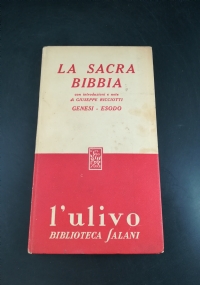 LA SACRA
BIBBIA
con introduzione e note
di GIUSEPPE RICCIOTTI
GENESI - ESODO
l'ulivo
BIBLIOTECA SALANI